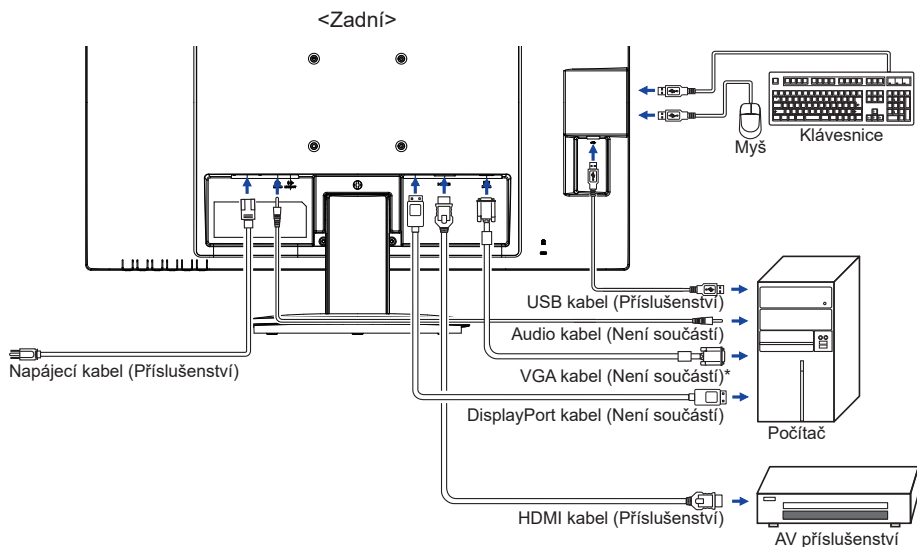 <Zadní>
Klávesnice
Myš
USB kabel (Příslušenství)
Audio kabel (Není součástí)
Napájecí kabel (Příslušenství)
VGA kabel (Není součástí)*
DisplayPort kabel (Není součástí)
Počítač
HDMI kabel (Příslušenství)
AV příslušenství